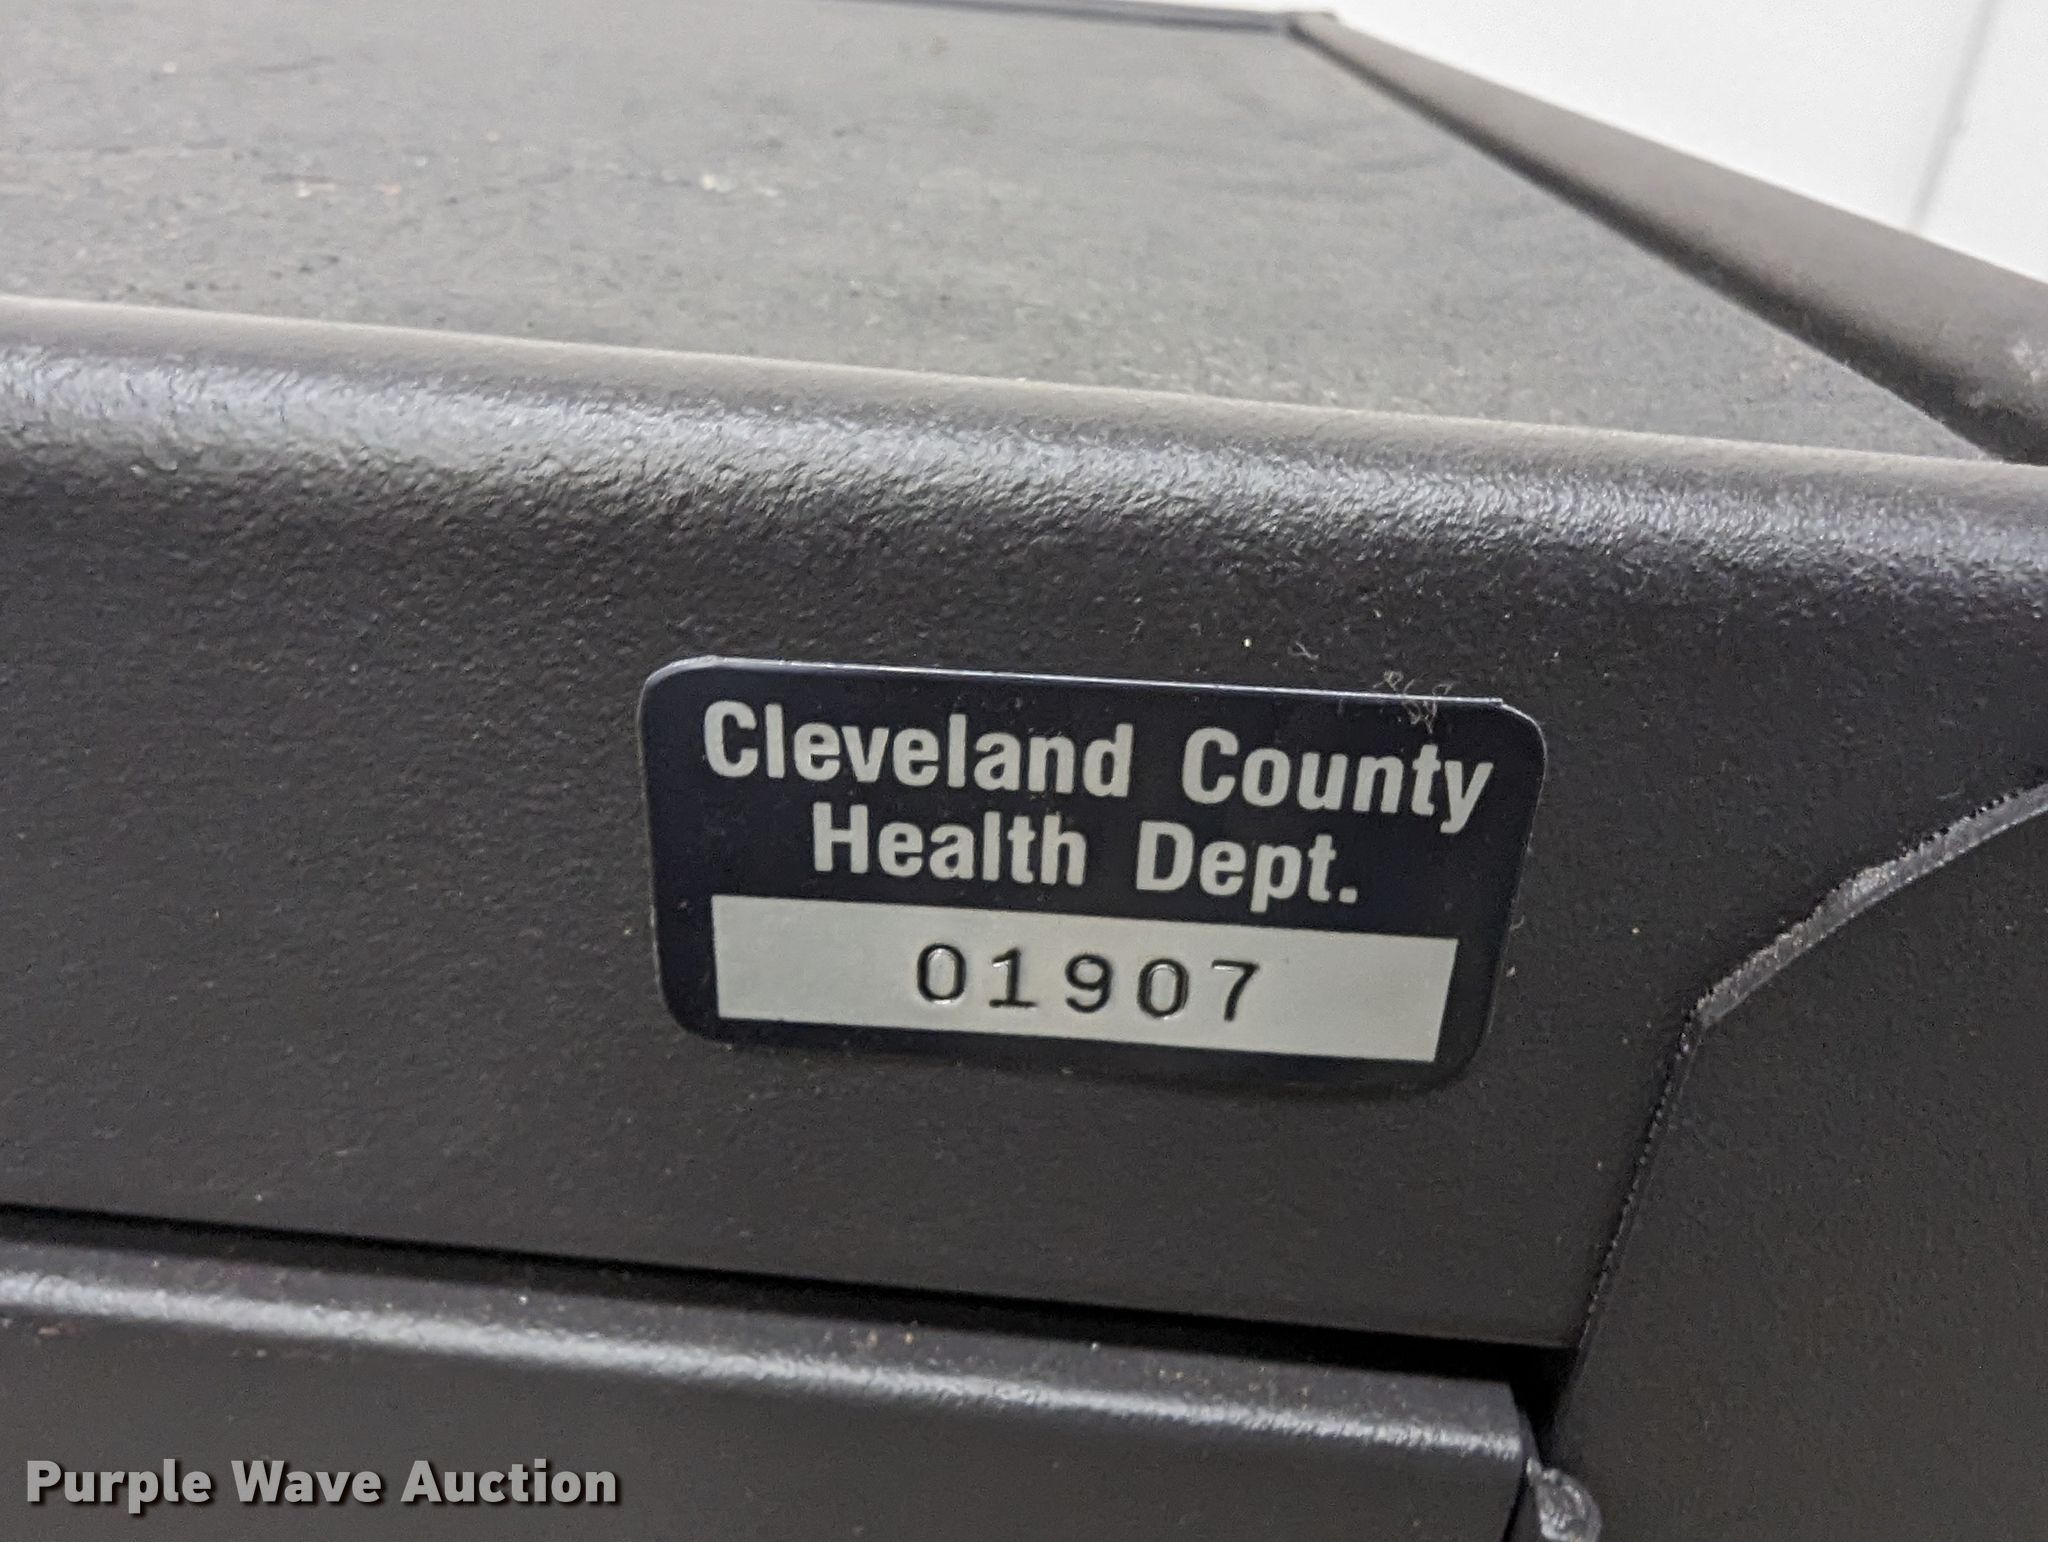 Cleveland County
Health Dept.
01907
Purple Wave Auction